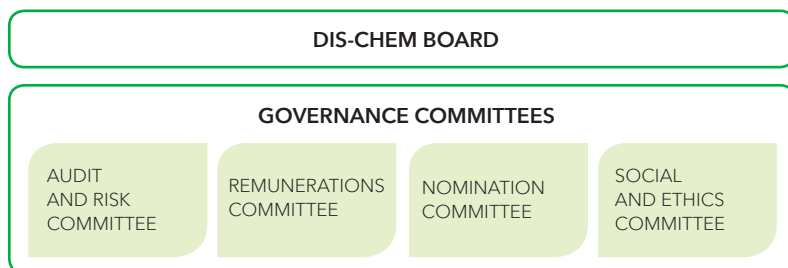 DIS-CHEM BOARD
GOVERNANCE COMMITTEES
AUDIT
AND RISK
COMMITTEE
REMUNERATIONS
COMMITTEE
NOMINATION
COMMITTEE
SOCIAL
AND ETHICS
COMMITTEE